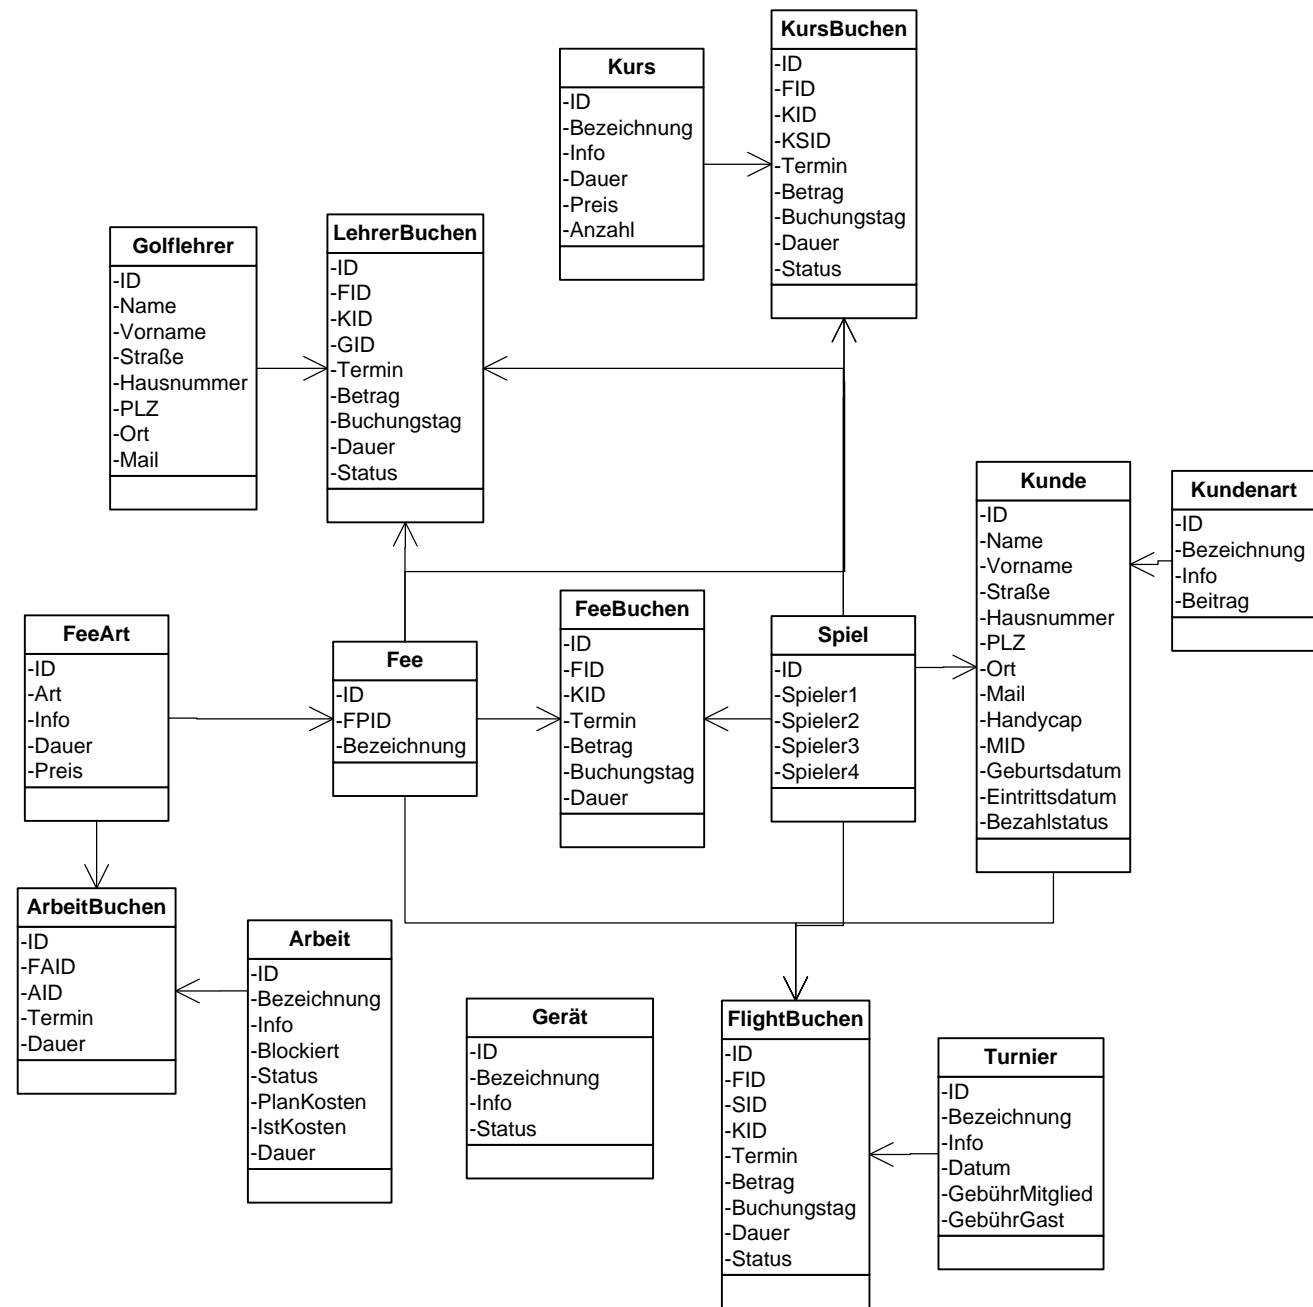 KursBuchen
-ID
-FID
-KID
-KSID
-Termin
-Betrag
-Buchungstag
-Dauer
-Status
Kurs
-ID
-Bezeichnung
-Info
-Dauer
-Preis
-Anzahl
LehrerBuchen
-ID
-FID
-KID
-GID
-Termin
-Betrag
-Buchungstag
-Dauer
-Status
Golflehrer
-ID
-Name
-Vorname
-Straße
-Hausnummer
-PLZ
-Ort
-Mail
Kunde
-ID
-Name
-Vorname
-Straße
-Hausnummer
-PLZ
-Ort
-Mail
-Handycap
-MID
-Geburtsdatum
-Eintrittsdatum
-Bezahlstatus
Kundenart
-ID
-Bezeichnung
-Info
-Beitrag
FeeArt
-ID
-Art
-Info
-Dauer
-Preis
Fee
-ID
-FPID
-Bezeichnung
FeeBuchen
-ID
-FID
-KID
-Termin
-Betrag
-Buchungstag
-Dauer
Spiel
-ID
-Spieler1
-Spieler2
-Spieler3
-Spieler4
ArbeitBuchen
-ID
-FAID
-AID
-Termin
-Dauer
Arbeit
-ID
-Bezeichnung
-Info
-Blockiert
-Status
-PlanKosten
-IstKosten
-Dauer
Gerät
-ID
-Bezeichnung
-Info
-Status
FlightBuchen
-ID
-FID
-SID
-KID
-Termin
-Betrag
-Buchungstag
-Dauer
-Status
Turnier
-ID
-Bezeichnung
-Info
-Datum
-GebührMitglied
-GebührGast